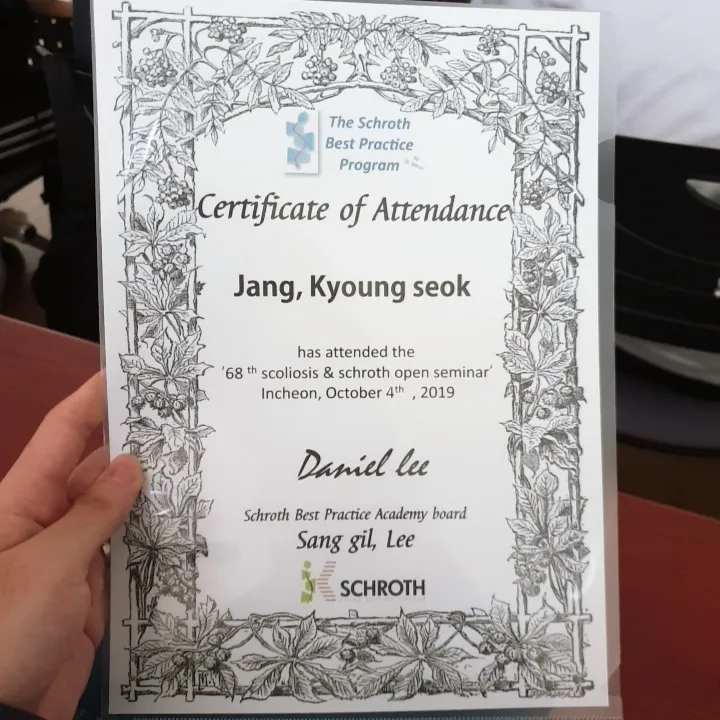 The Schroth
Best Practice
Program
Certificate of Attendance
Jang, Kyoung seok
has attended the
'68 th scoliosis & schroth open seminar'
Incheon, October 4th , 2019
Daniel lee
Schroth Best Practice Academy board
Sang gil, Lee
SCHROTH